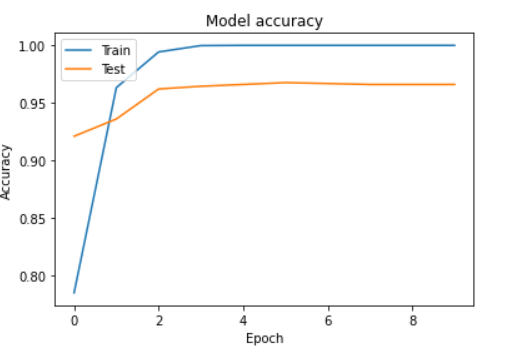 Model accuracy
Train
Test
1.00
0.95
0.90
0.85
0.80
Accuracy
0 2 4 6 8
Epoch